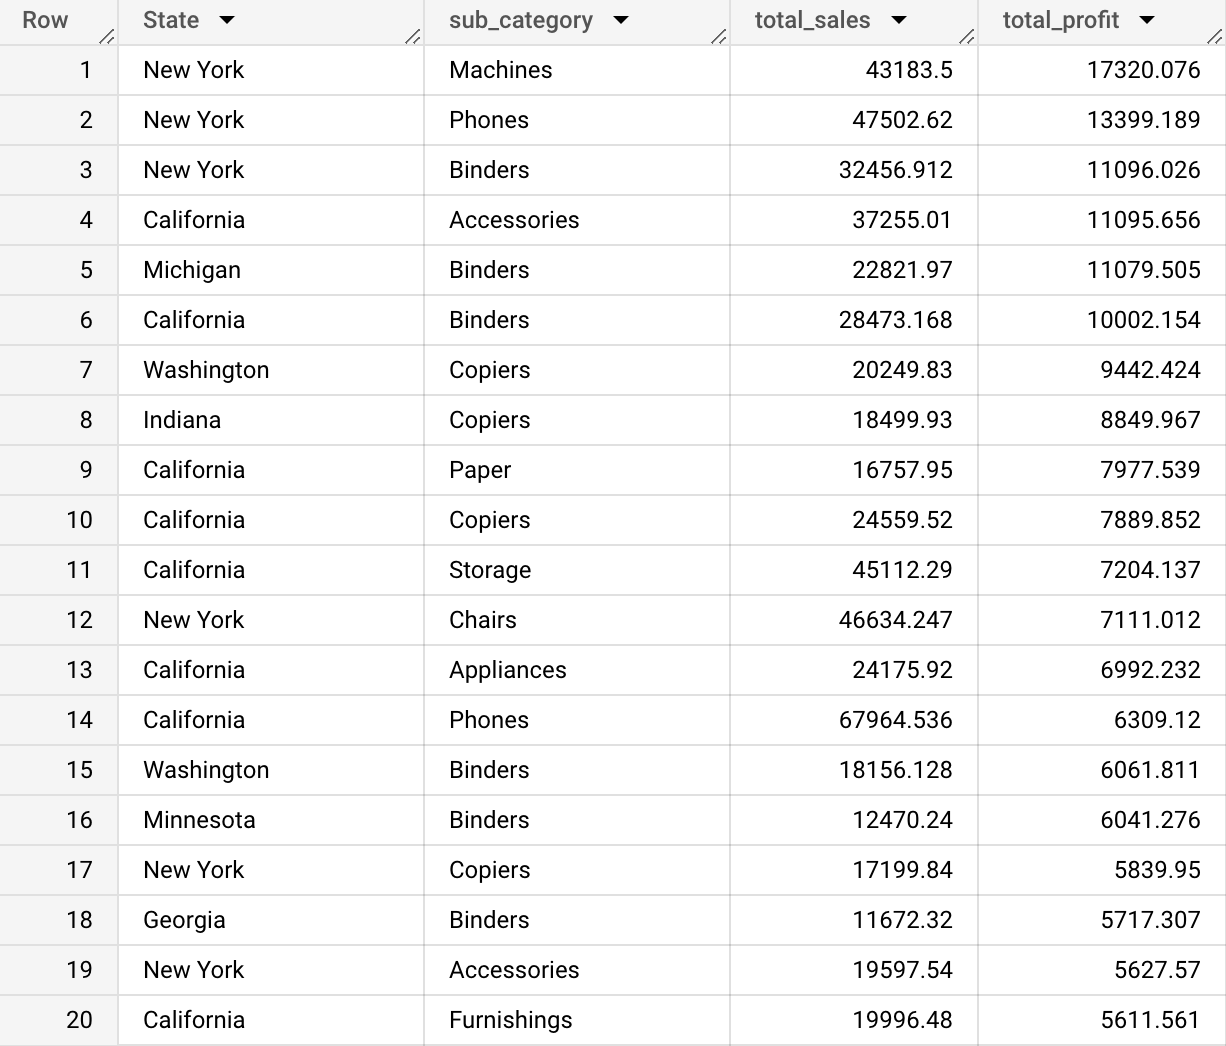 Row State sub_category total_sales total_profit
1 New York Machines 43183.5 17320.076
2 New York Phones 47502.62 13399.189
3 New York Binders 32456.912 11096.026
4 California Accessories 37255.01 11095.656
5 Michigan Binders 22821.97 11079.505
6 California Binders 28473.168 10002.154
7 Washington Copiers 20249.83 9442.424
8 Indiana Copiers 18499.93 8849.967
9 California Paper 16757.95 7977.539
10 California Copiers 24559.52 7889.852
11 California Storage 45112.29 7204.137
12 New York Chairs 46634.247 7111.012
13 California Appliances 24175.92 6992.232
14 California Phones 67964.536 6309.12
15 Washington Binders 18156.128 6061.811
16 Minnesota Binders 12470.24 6041.276
17 New York Copiers 17199.84 5839.95
18 Georgia Binders 11672.32 5717.307
19 New York Accessories 19597.54 5627.57
20 California Furnishings 19996.48 5611.561